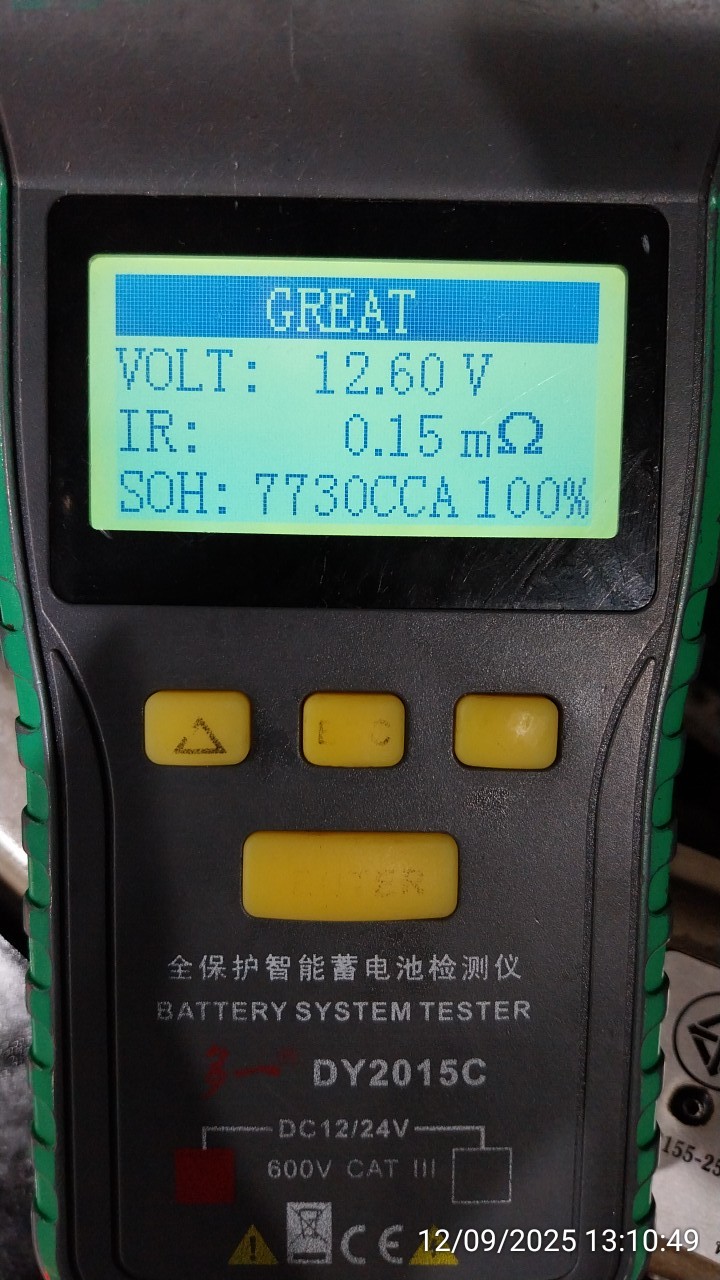 GREAT
VOLT: 12.60 V
IR: 0.15 mΩ
SOH: 7730CCA 100%
全保护智能蓄电池检测仪
BATTERY SYSTEM TESTER
DY2015C
DC12/24V
600V CAT III
CE
12/09/2025 13:10:49